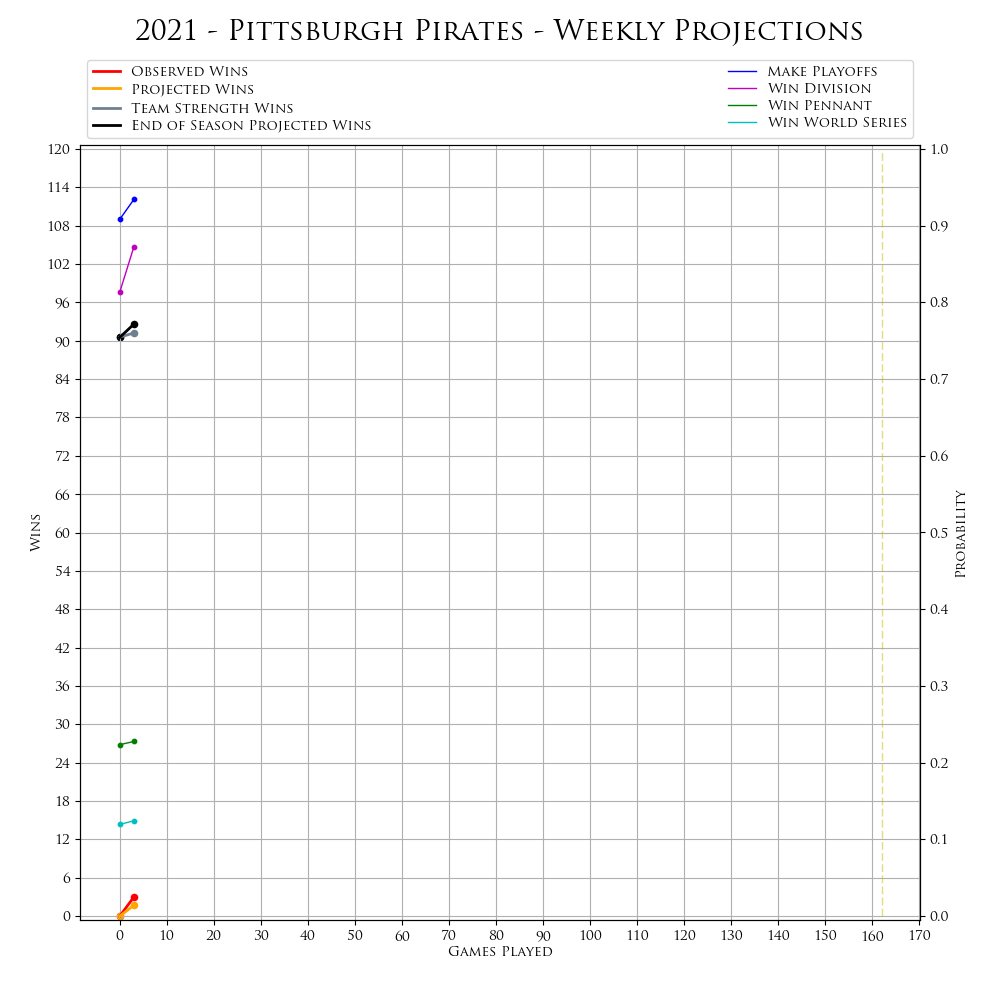 2021 - Pittsburgh Pirates - Weekly Projections
Observed Wins
Projected Wins
Team Strength Wins
End of Season Projected Wins
Make Playoffs
Win Division
Win Pennant
Win World Series
120
114
108
102
96
90
84
78
72
66
60
54
48
42
36
30
24
18
12
6
0
Wins
1.0
0.9
0.8
0.7
0.6
0.5
0.4
0.3
0.2
0.1
0.0
Probability
0 10 20 30 40 50 60 70 80 90 100 110 120 130 140 150 160 170
Games Played